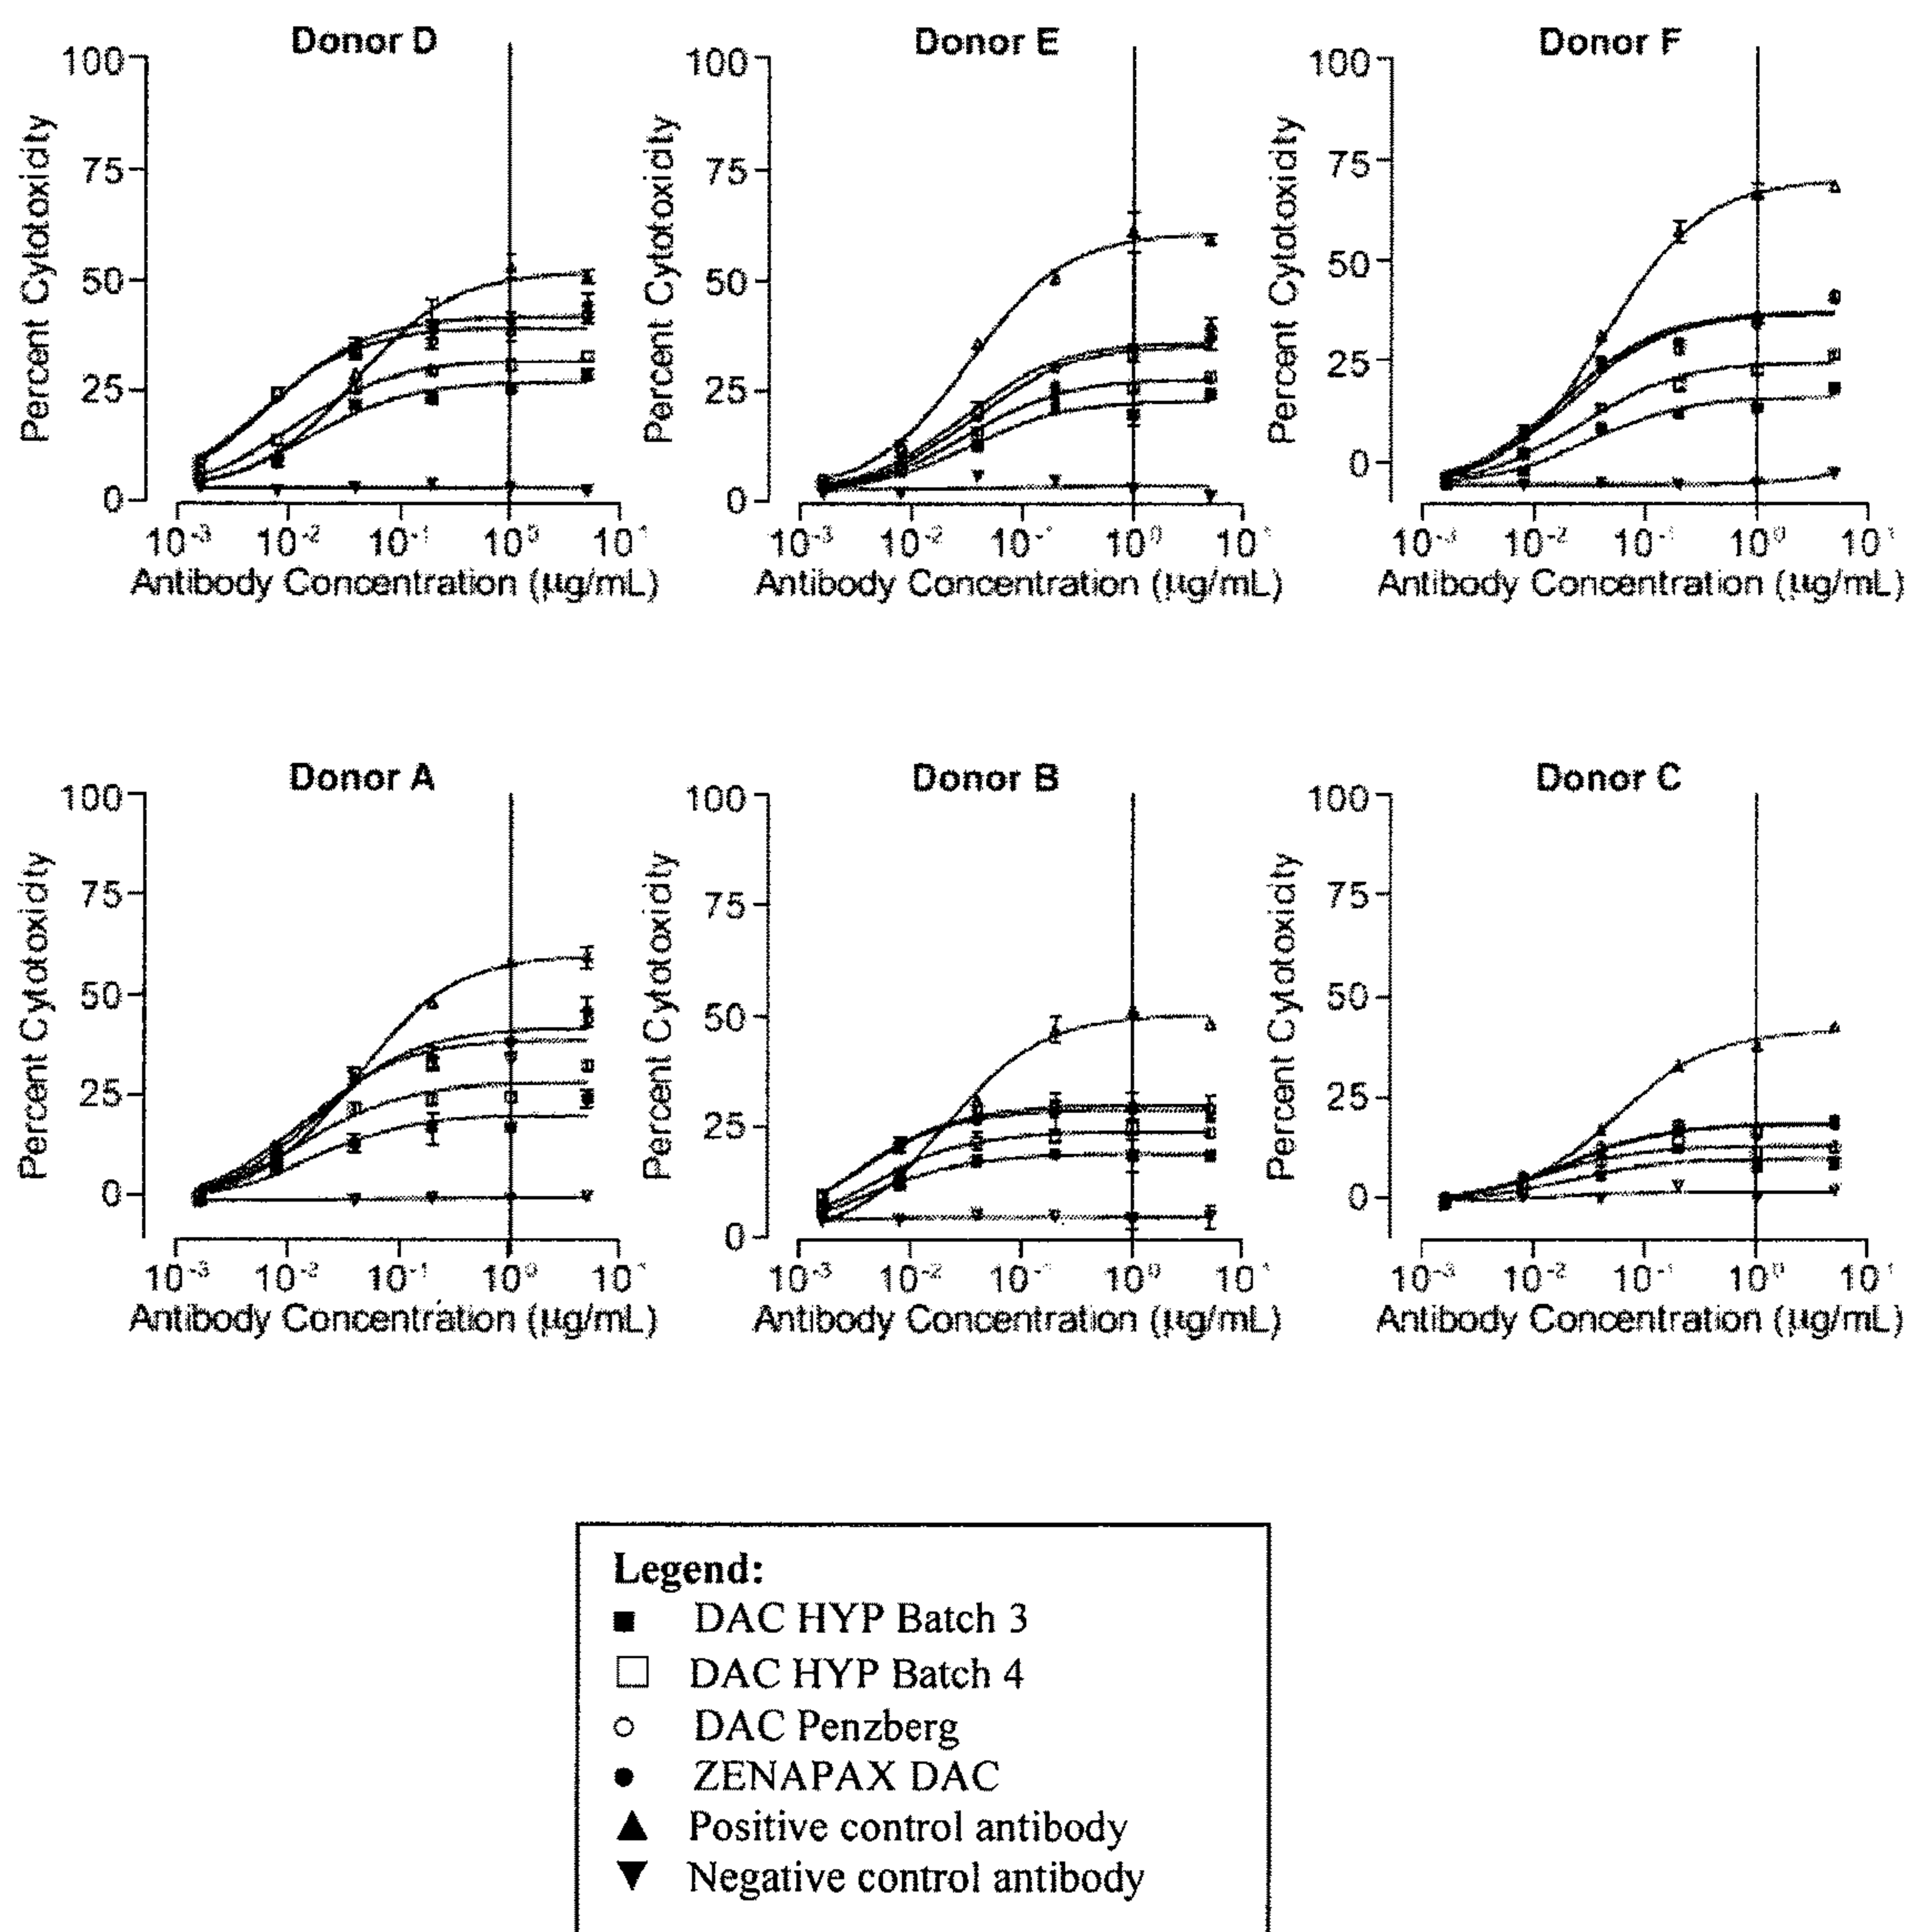 Donor D
Donor E
Donor F
100
75
50
25
0
Percent Cytotoxicity
10-3 10-2 10-1 100 101
Antibody Concentration (µg/mL)
100
75
50
25
0
Percent Cytotoxicity
10-3 10-2 10-1 100 101
Antibody Concentration (µg/mL)
100
75
50
25
0
Percent Cytotoxicity
10-3 10-2 10-1 100 101
Antibody Concentration (µg/mL)
Donor A
Donor B
Donor C
100
75
50
25
0
Percent Cytotoxicity
10-3 10-2 10-1 100 101
Antibody Concentration (µg/mL)
100
75
50
25
0
Percent Cytotoxicity
10-3 10-2 10-1 100 101
Antibody Concentration (µg/mL)
100
75
50
25
0
Percent Cytotoxicity
10-3 10-2 10-1 100 101
Antibody Concentration (µg/mL)
Legend:
DAC HYP Batch 3
DAC HYP Batch 4
DAC Penzberg
ZENAPAX DAC
Positive control antibody
Negative control antibody